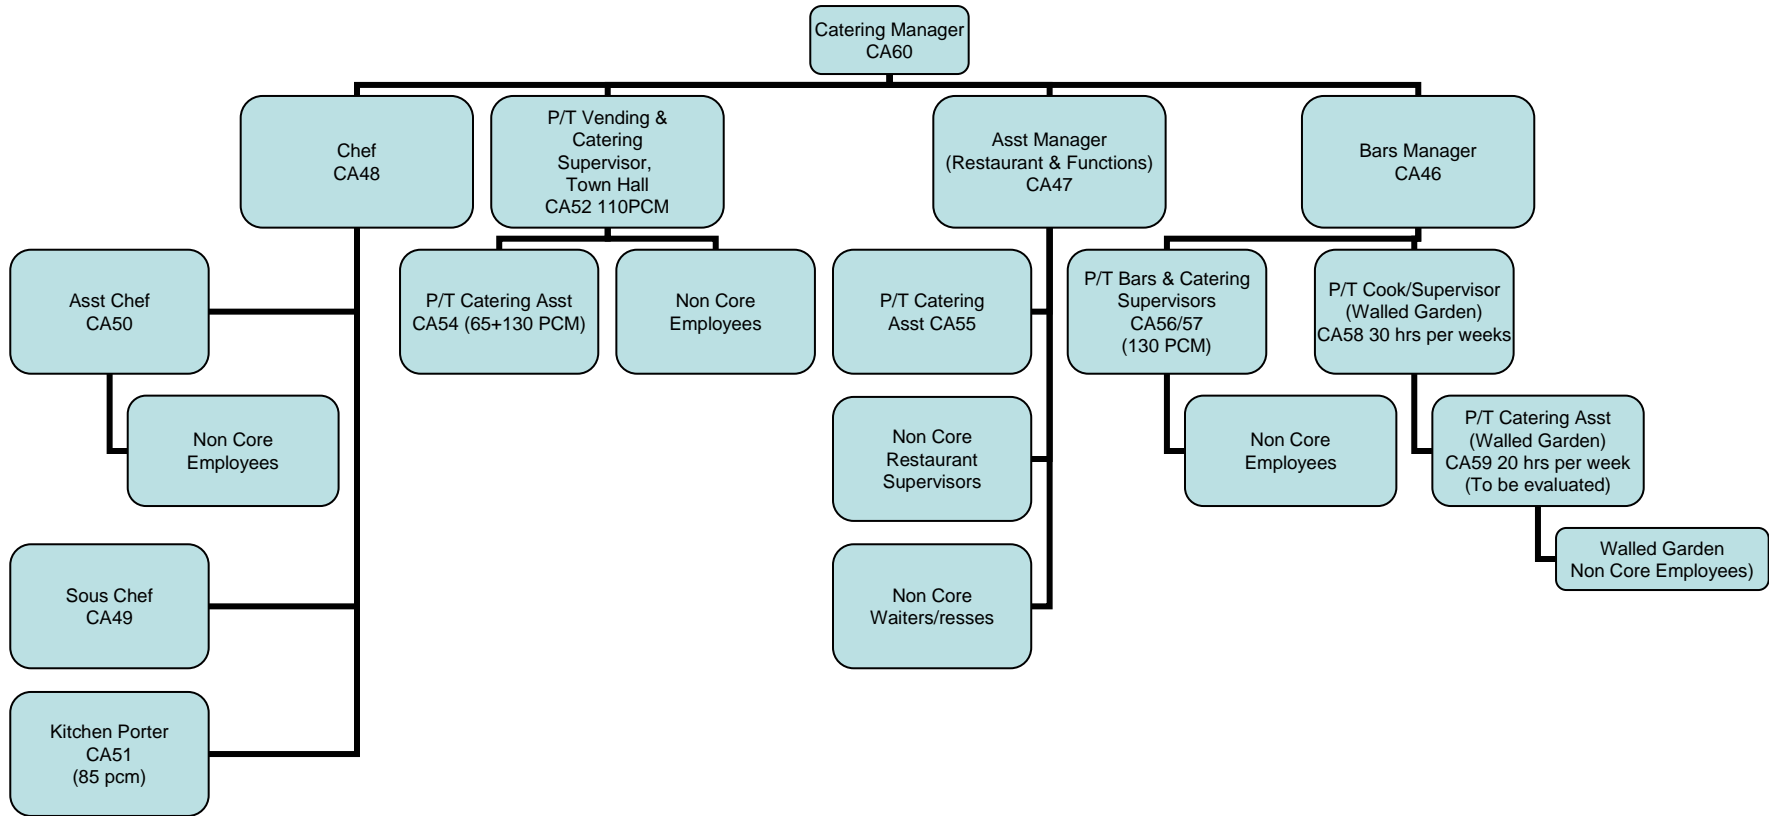 Catering Manager
CA60
Chef
CA48
P/T Vending &
Catering
Supervisor,
Town Hall
CA52 110PCM
Asst Manager
(Restaurant & Functions)
CA47
Bars Manager
CA46
Asst Chef
CA50
P/T Catering Asst
CA54 (65+130 PCM)
Non Core
Employees
P/T Catering
Asst CA55
P/T Bars & Catering
Supervisors
CA56/57
(130 PCM)
P/T Cook/Supervisor
(Walled Garden)
CA58 30 hrs per weeks
Non Core
Employees
Non Core
Restaurant
Supervisors
Non Core
Employees
P/T Catering Asst
(Walled Garden)
CA59 20 hrs per week
(To be evaluated)
Sous Chef
CA49
Non Core
Waiters/resses
Walled Garden
Non Core Employees)
Kitchen Porter
CA51
(85 pcm)